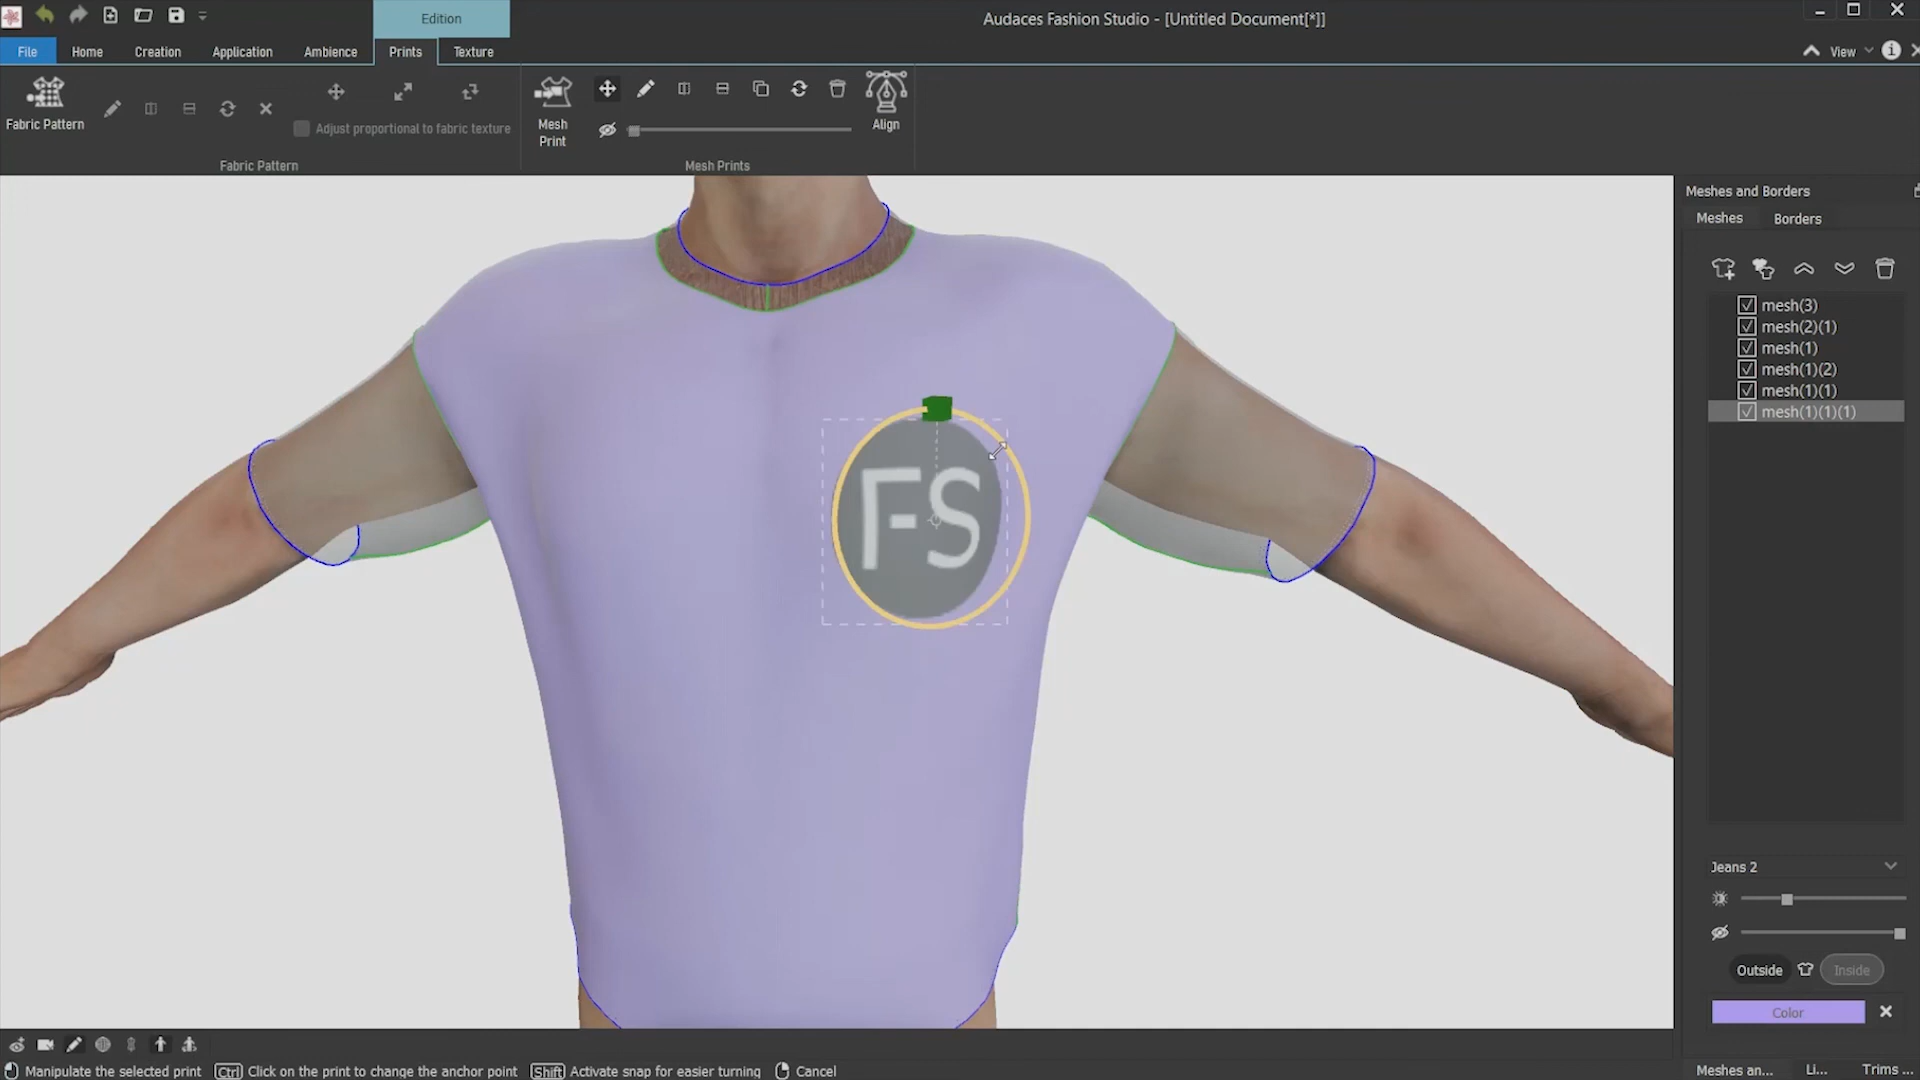 Edition
Audaces Fashion Studio - [Untitled Document[*]]
File
Home
Creation
Application
Ambience
Prints
Texture
View
Fabric Pattern
Adjust proportional to fabric texture
Mesh
Print
Align
Fabric Pattern
Mesh Prints
Meshes and Borders
Meshes
Borders
mesh(3)
mesh(2)(1)
mesh(1)
mesh(1)(2)
mesh(1)(1)
mesh(1)(1)(1)
FS
Jeans 2
Outside
Inside
Color
Manipulate the selected print
Ctrl Click on the print to change the anchor point
Shift Activate snap for easier turning
Cancel
Meshes an...
Li...
Trims ...